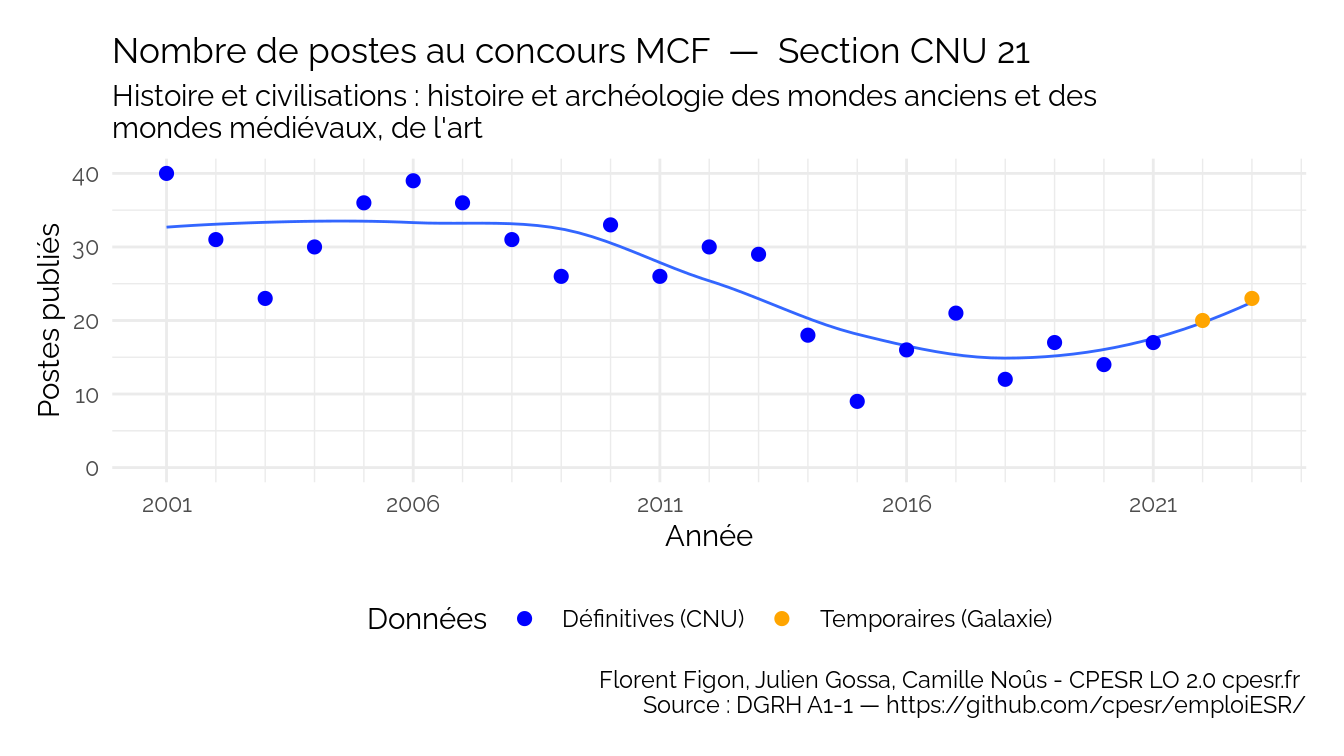 Nombre de postes au concours MCF — Section CNU 21
Histoire et civilisations : histoire et archéologie des mondes anciens et des
mondes médiévaux, de l'art
Postes publiés
40
30
20
10
0
2001 2006 2011 2016 2021
Année
Données Définitives (CNU) Temporaires (Galaxie)
Florent Figon, Julien Gossa, Camille Noûs - CPESR LO 2.0 cpesr.fr
Source : DGRH A1-1 — https://github.com/cpesr/emploiESR/